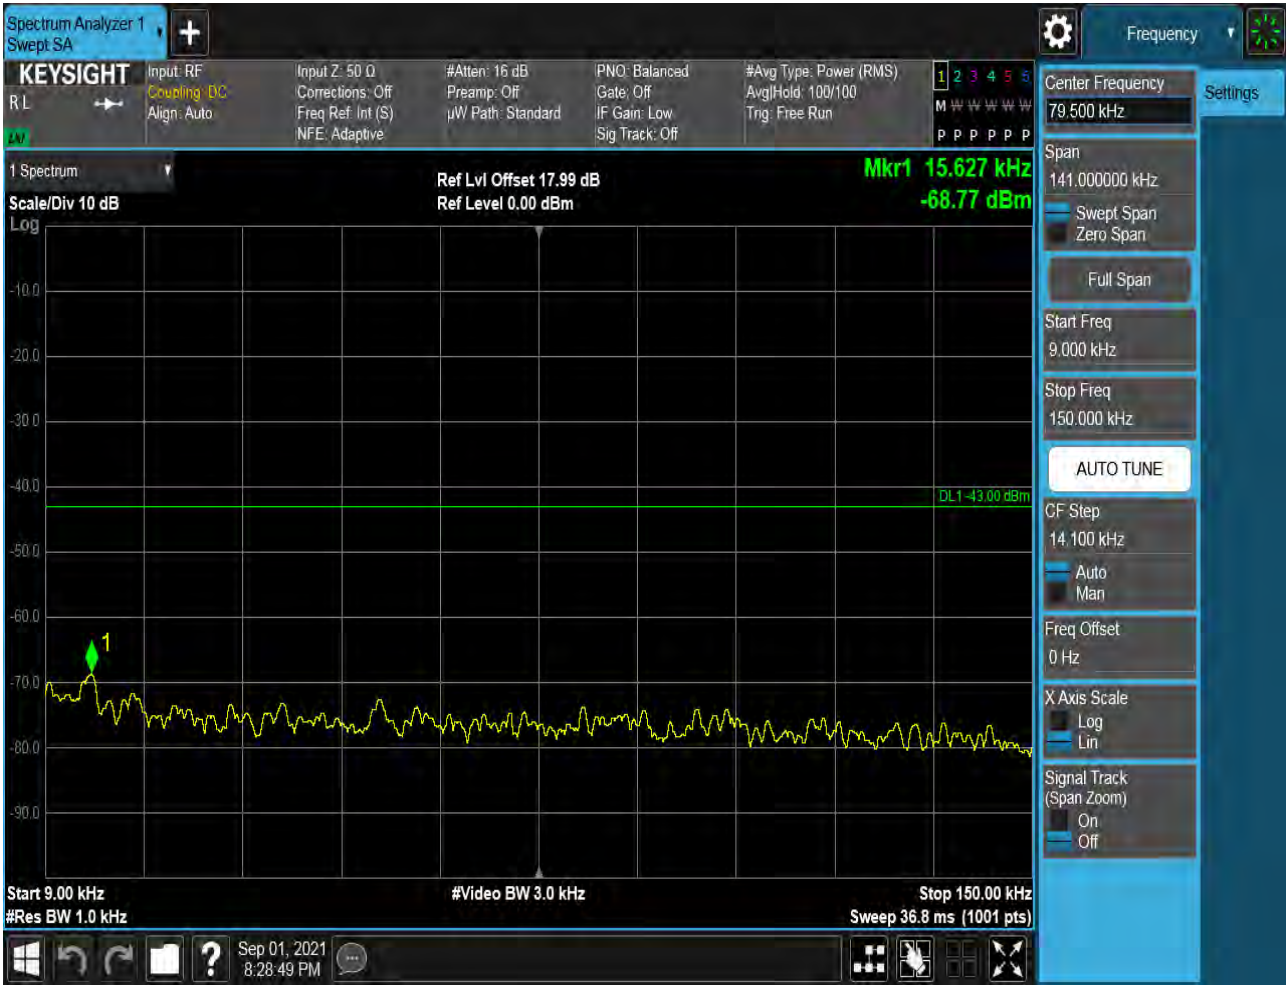 Spectrum Analyzer 1
Swept SA
Frequency
KEYSIGHT
R L
LXI
Input: RF
Coupling: DC
Align: Auto
Input Z: 50 Ω
Corrections: Off
Freq Ref: Int (S)
NFE: Adaptive
#Atten: 16 dB
Preamp: Off
µW Path: Standard
PNO: Balanced
Gate: Off
IF Gain: Low
Sig Track: Off
#Avg Type: Power (RMS)
Avg|Hold: 100/100
Trig: Free Run
1 2 3 4 5 6
M W W W W W
P P P P P P
1 Spectrum
Scale/Div 10 dB
Log
Ref Lvl Offset 17.99 dB
Ref Level 0.00 dBm
Mkr1 15.627 kHz
-68.77 dBm
-10.0
-20.0
-30.0
-40.0
-50.0
-60.0
-70.0
-80.0
-90.0
DL1 -43.00 dBm
1
Start 9.00 kHz
#Res BW 1.0 kHz
#Video BW 3.0 kHz
Stop 150.00 kHz
Sweep 36.8 ms (1001 pts)
Sep 01, 2021
8:28:49 PM
Center Frequency
79.500 kHz
Settings
Span
141.000000 kHz
Swept Span
Zero Span
Full Span
Start Freq
9.000 kHz
Stop Freq
150.000 kHz
AUTO TUNE
CF Step
14.100 kHz
Auto
Man
Freq Offset
0 Hz
X Axis Scale
Log
Lin
Signal Track
(Span Zoom)
On
Off